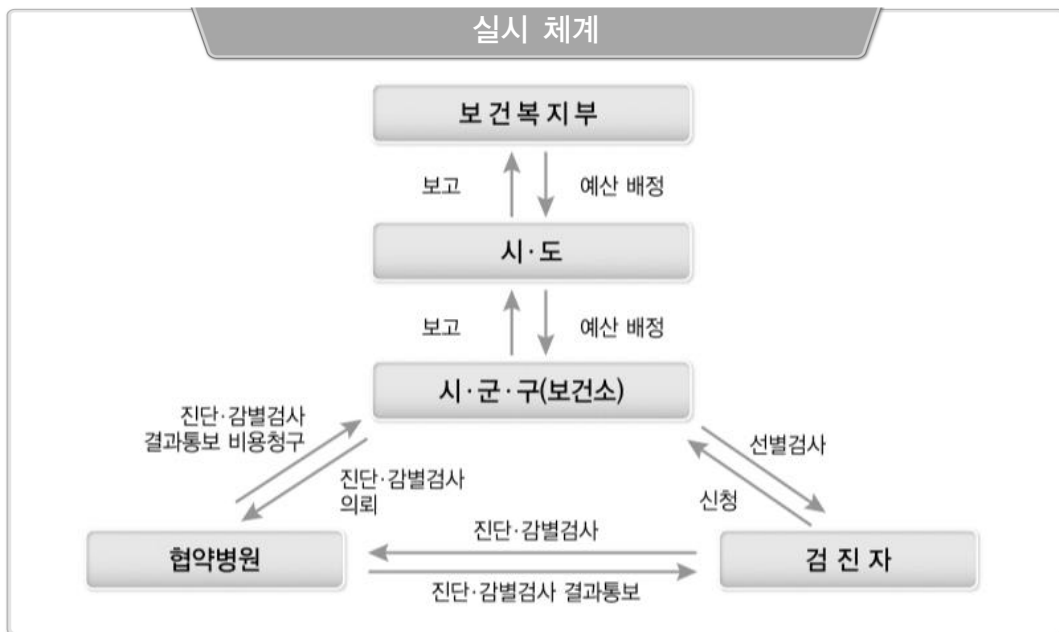 실시 체계
보건복지부
보고
예산 배정
시·도
보고
예산 배정
시·군·구(보건소)
진단·감별검사
결과통보 비용청구
진단·감별검사
의뢰
선별검사
신청
협약병원
진단·감별검사
진단·감별검사 결과통보
검 진 자